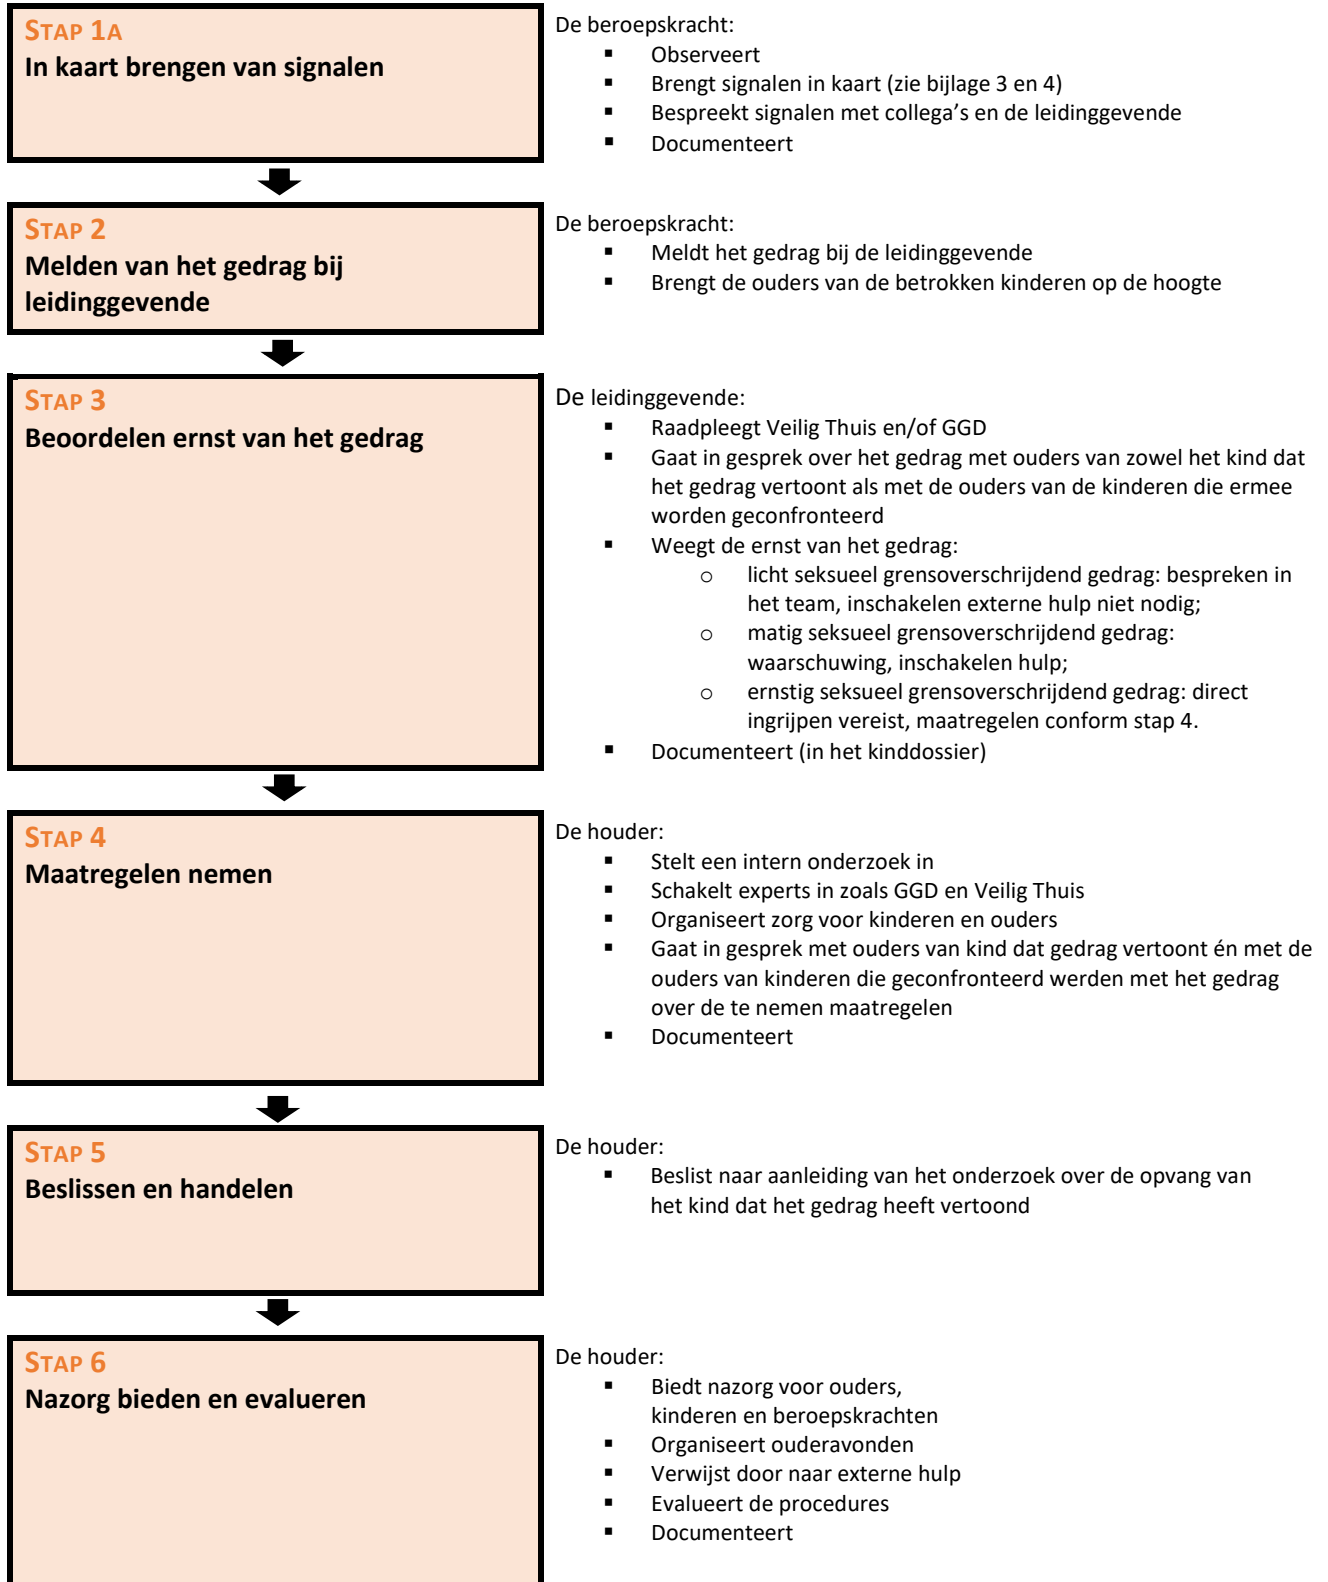 STAP 1A
In kaart brengen van signalen
De beroepskracht:
▪ Observeert
▪ Brengt signalen in kaart (zie bijlage 3 en 4)
▪ Bespreekt signalen met collega's en de leidinggevende
▪ Documenteert
STAP 2
Melden van het gedrag bij
leidinggevende
De beroepskracht:
▪ Meldt het gedrag bij de leidinggevende
▪ Brengt de ouders van de betrokken kinderen op de hoogte
STAP 3
Beoordelen ernst van het gedrag
De leidinggevende:
▪ Raadpleegt Veilig Thuis en/of GGD
▪ Gaat in gesprek over het gedrag met ouders van zowel het kind dat
het gedrag vertoont als met de ouders van de kinderen die ermee
worden geconfronteerd
▪ Weegt de ernst van het gedrag:
o licht seksueel grensoverschrijdend gedrag: bespreken in
het team, inschakelen externe hulp niet nodig;
o matig seksueel grensoverschrijdend gedrag:
waarschuwing, inschakelen hulp;
o ernstig seksueel grensoverschrijdend gedrag: direct
ingrijpen vereist, maatregelen conform stap 4.
▪ Documenteert (in het kinddossier)
STAP 4
Maatregelen nemen
De houder:
▪ Stelt een intern onderzoek in
▪ Schakelt experts in zoals GGD en Veilig Thuis
▪ Organiseert zorg voor kinderen en ouders
▪ Gaat in gesprek met ouders van kind dat gedrag vertoont én met de
ouders van kinderen die geconfronteerd werden met het gedrag
over de te nemen maatregelen
▪ Documenteert
STAP 5
Beslissen en handelen
De houder:
▪ Beslist naar aanleiding van het onderzoek over de opvang van
het kind dat het gedrag heeft vertoond
STAP 6
Nazorg bieden en evalueren
De houder:
▪ Biedt nazorg voor ouders,
kinderen en beroepskrachten
▪ Organiseert ouderavonden
▪ Verwijst door naar externe hulp
▪ Evalueert de procedures
▪ Documenteert